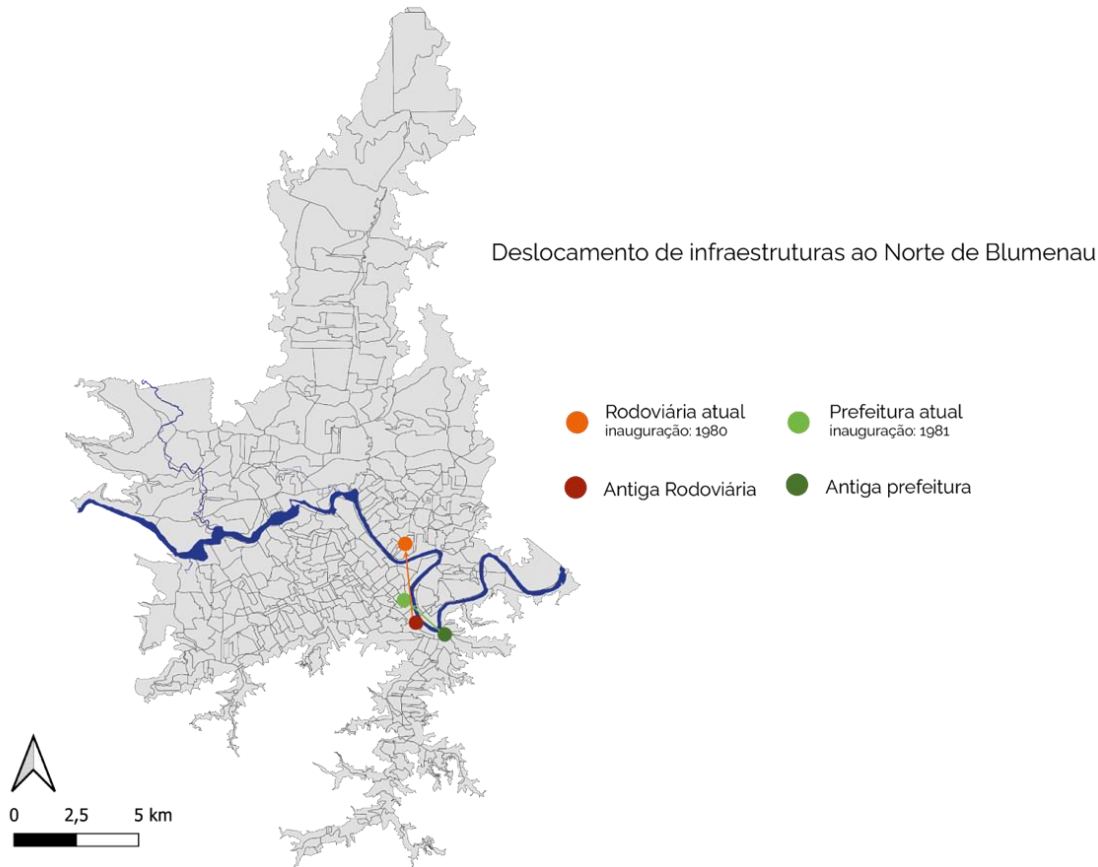 Deslocamento de infraestruturas ao Norte de Blumenau
Rodoviária atual
inauguração: 1980
Prefeitura atual
inauguração: 1981
Antiga Rodoviária
Antiga prefeitura
0 2,5 5 km